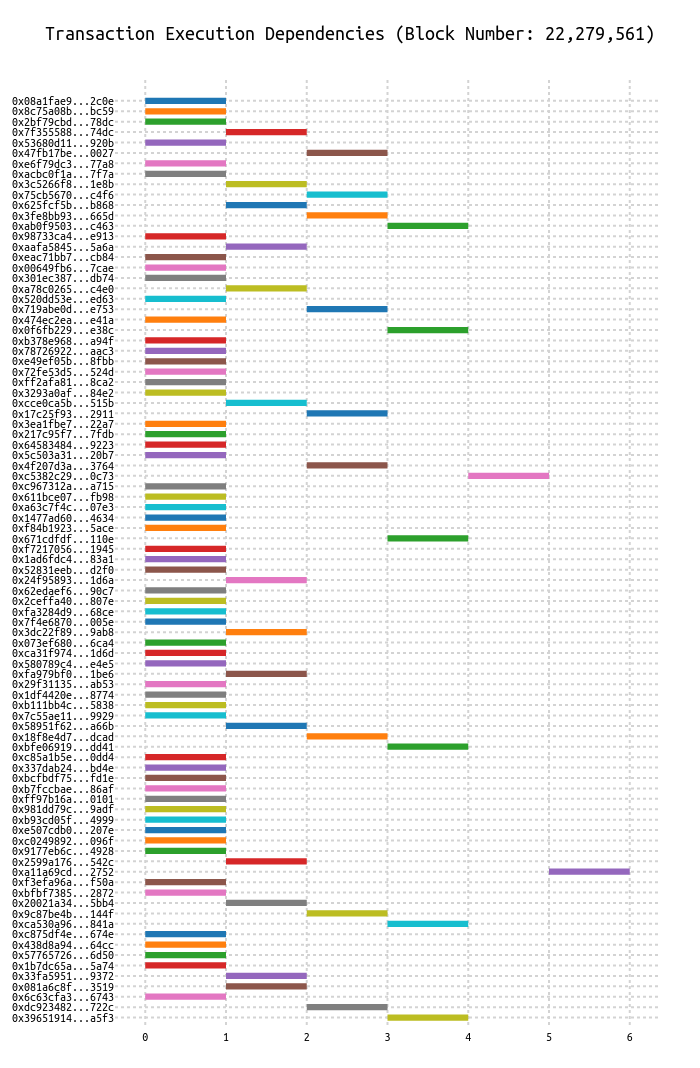 Transaction Execution Dependencies (Block Number: 22,279,561)
0x08a1fae9...2c0e
0x8c75a08b...bc59
0x2bf79cbd...78dc
0x7f355588...74dc
0x53680d11...920b
0x47fb17be...0027
0xe6f79dc3...77a8
0xacbc0f1a...7f7a
0x3c5266f8...1e8b
0x75cb5670...c4f6
0x625fcf5b...b868
0x3fe8bb93...665d
0xab0f9503...c463
0x98733ca4...e913
0xaafa5845...5a6a
0xeac71bb7...cb84
0x00649fb6...7cae
0x301ec387...db74
0xa78c0265...c4e0
0x520dd53e...ed63
0x719abe0d...e753
0x474ec2ea...e41a
0x0f6fb229...e38c
0xb378e968...a94f
0x78726922...aac3
0xe49ef05b...8fbb
0x72fe53d5...524d
0xff2afa81...8ca2
0x3293a0af...84e2
0xcce0ca5b...515b
0x17c25f93...2911
0x3ea1fbe7...22a7
0x217c95f7...7fdb
0x64583484...9223
0x5c503a31...20b7
0x4f207d3a...3764
0xc5382c29...0c73
0xc967312a...a715
0x611bce07...fb98
0xa63c7f4c...07e3
0x1477ad60...4634
0xf84b1923...5ace
0x671cdfdf...110e
0xf7217056...1945
0x1ad6fdc4...83a1
0x52831eeb...d2f0
0x24f95893...1d6a
0x62edaef6...90c7
0x2ceffa40...807e
0xfa3284d9...68ce
0x7f4e6870...005e
0x3dc22f89...9ab8
0x073ef680...6ca4
0xca31f974...1d6d
0x580789c4...e4e5
0xfa979bf0...1be6
0x29f31135...ab53
0x1df4420e...8774
0xb111bb4c...5838
0x7c55ae11...9929
0x58951f62...a66b
0x18f8e4d7...dcad
0xbfe06919...dd41
0xc85a1b5e...0dd4
0x337dab24...bd4e
0xbcfbdf75...fd1e
0xb7fccbae...86af
0xff97b16a...0101
0x981dd79c...9adf
0xb93cd05f...4999
0xe507cdb0...207e
0xc0249892...096f
0x9177eb6c...4928
0x2599a176...542c
0xa11a69cd...2752
0xf3efa96a...f50a
0xbfbf7385...2872
0x20021a34...5bb4
0x9c87be4b...144f
0xca530a96...841a
0xc875df4e...674e
0x438d8a94...64cc
0x57765726...6d50
0x1b7dc65a...5a74
0x33fa5951...9372
0x081a6c8f...3519
0x6c63cfa3...6743
0xdc923482...722c
0x39651914...a5f3
0 1 2 3 4 5 6